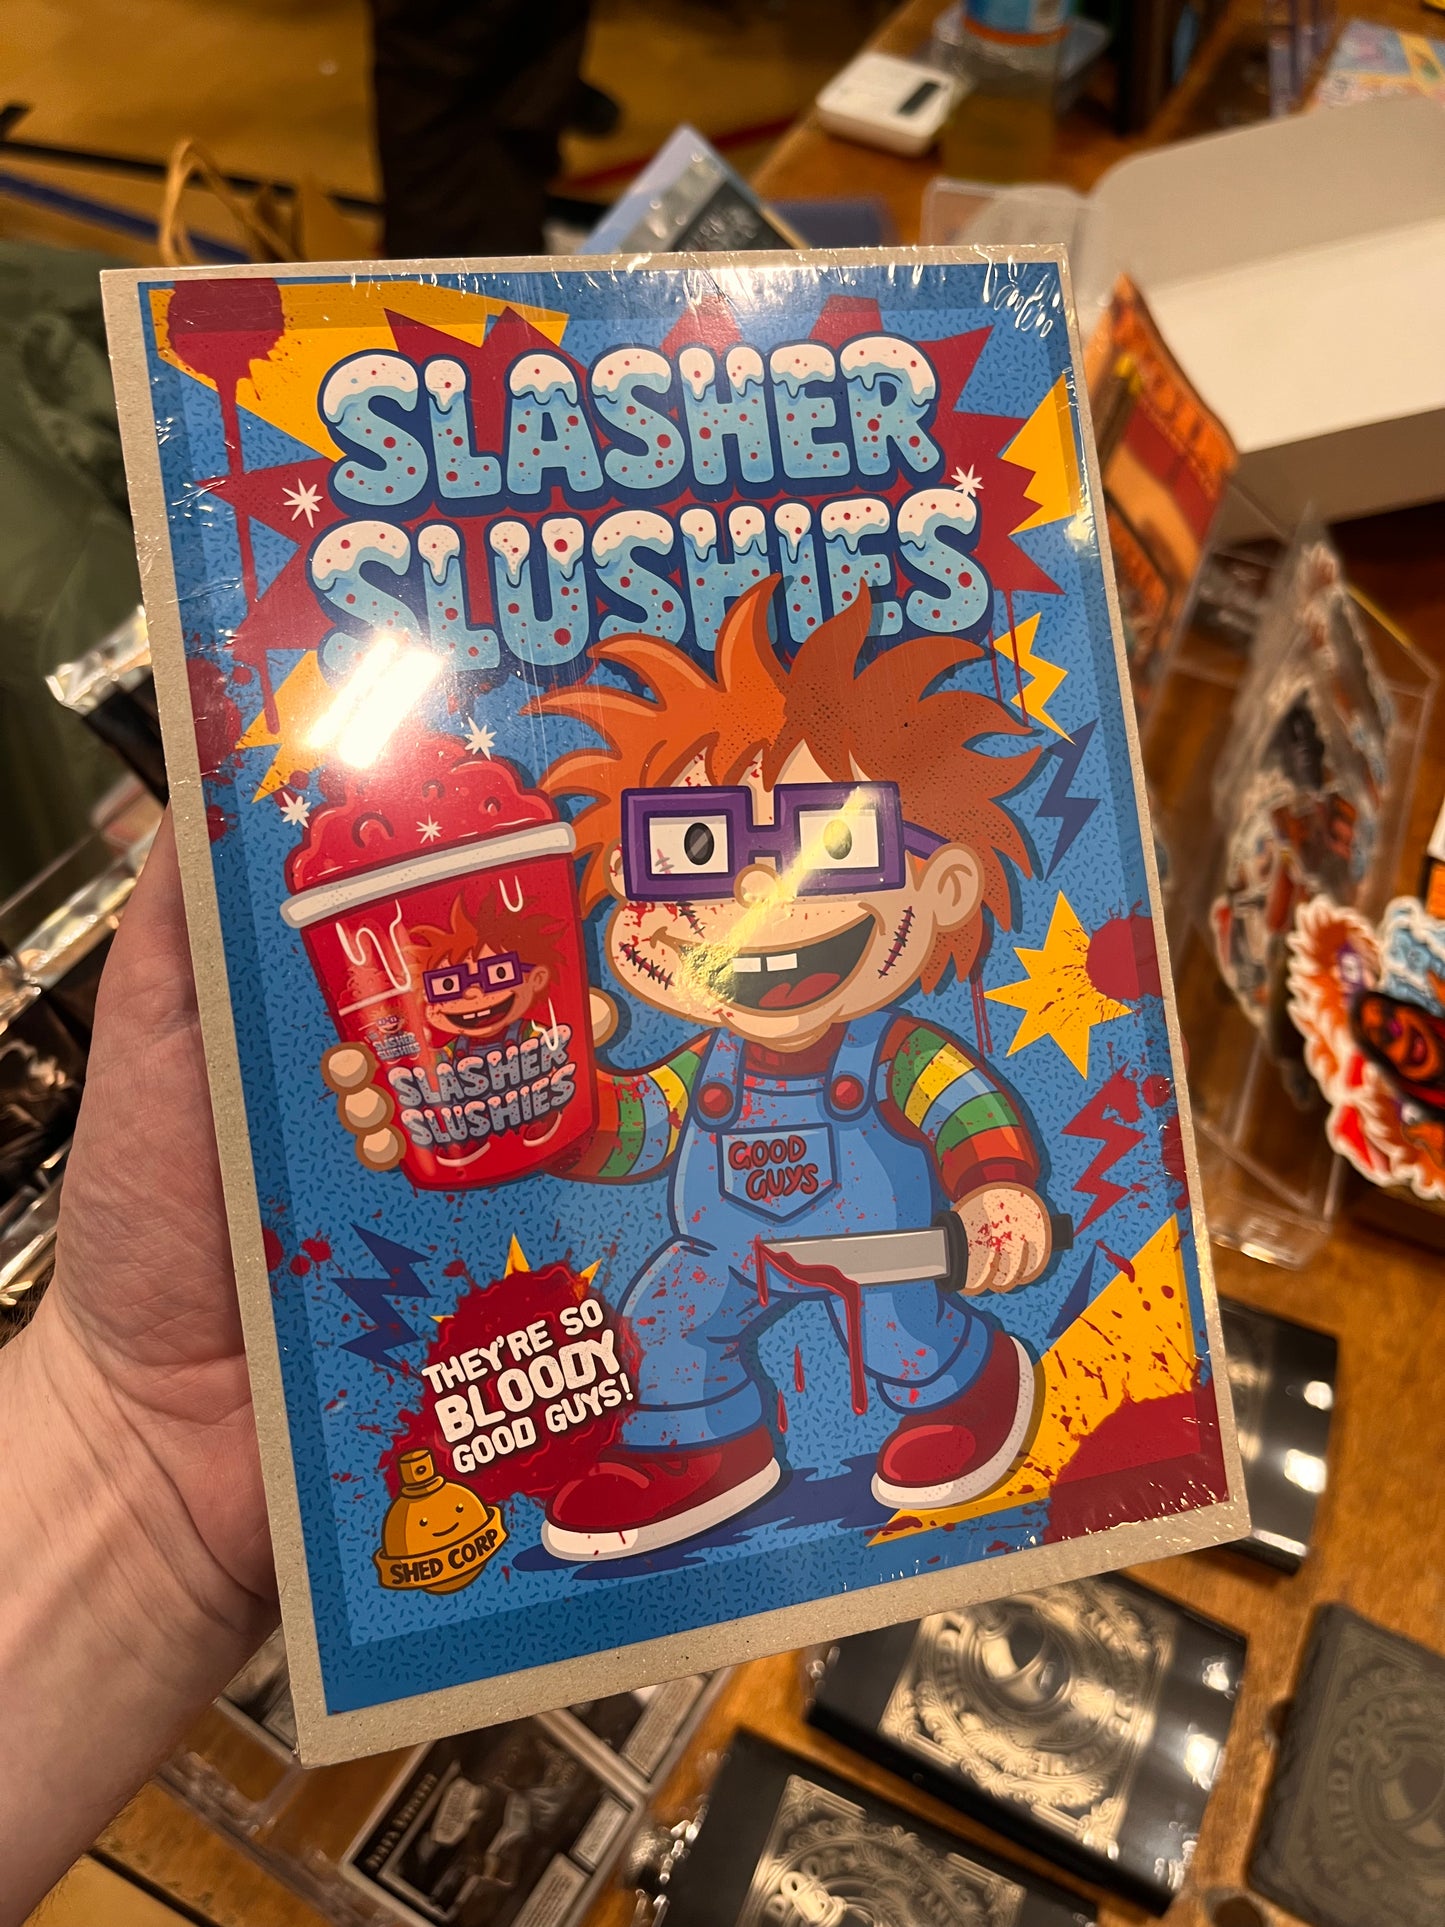 SLASHER
SLUSHIES
SLASHER
SLUSHIES
SLASHER
SLUSHIES
GOOD
GUYS
THEY'RE SO
BLOODY
GOOD GUYS!
SHED CORP